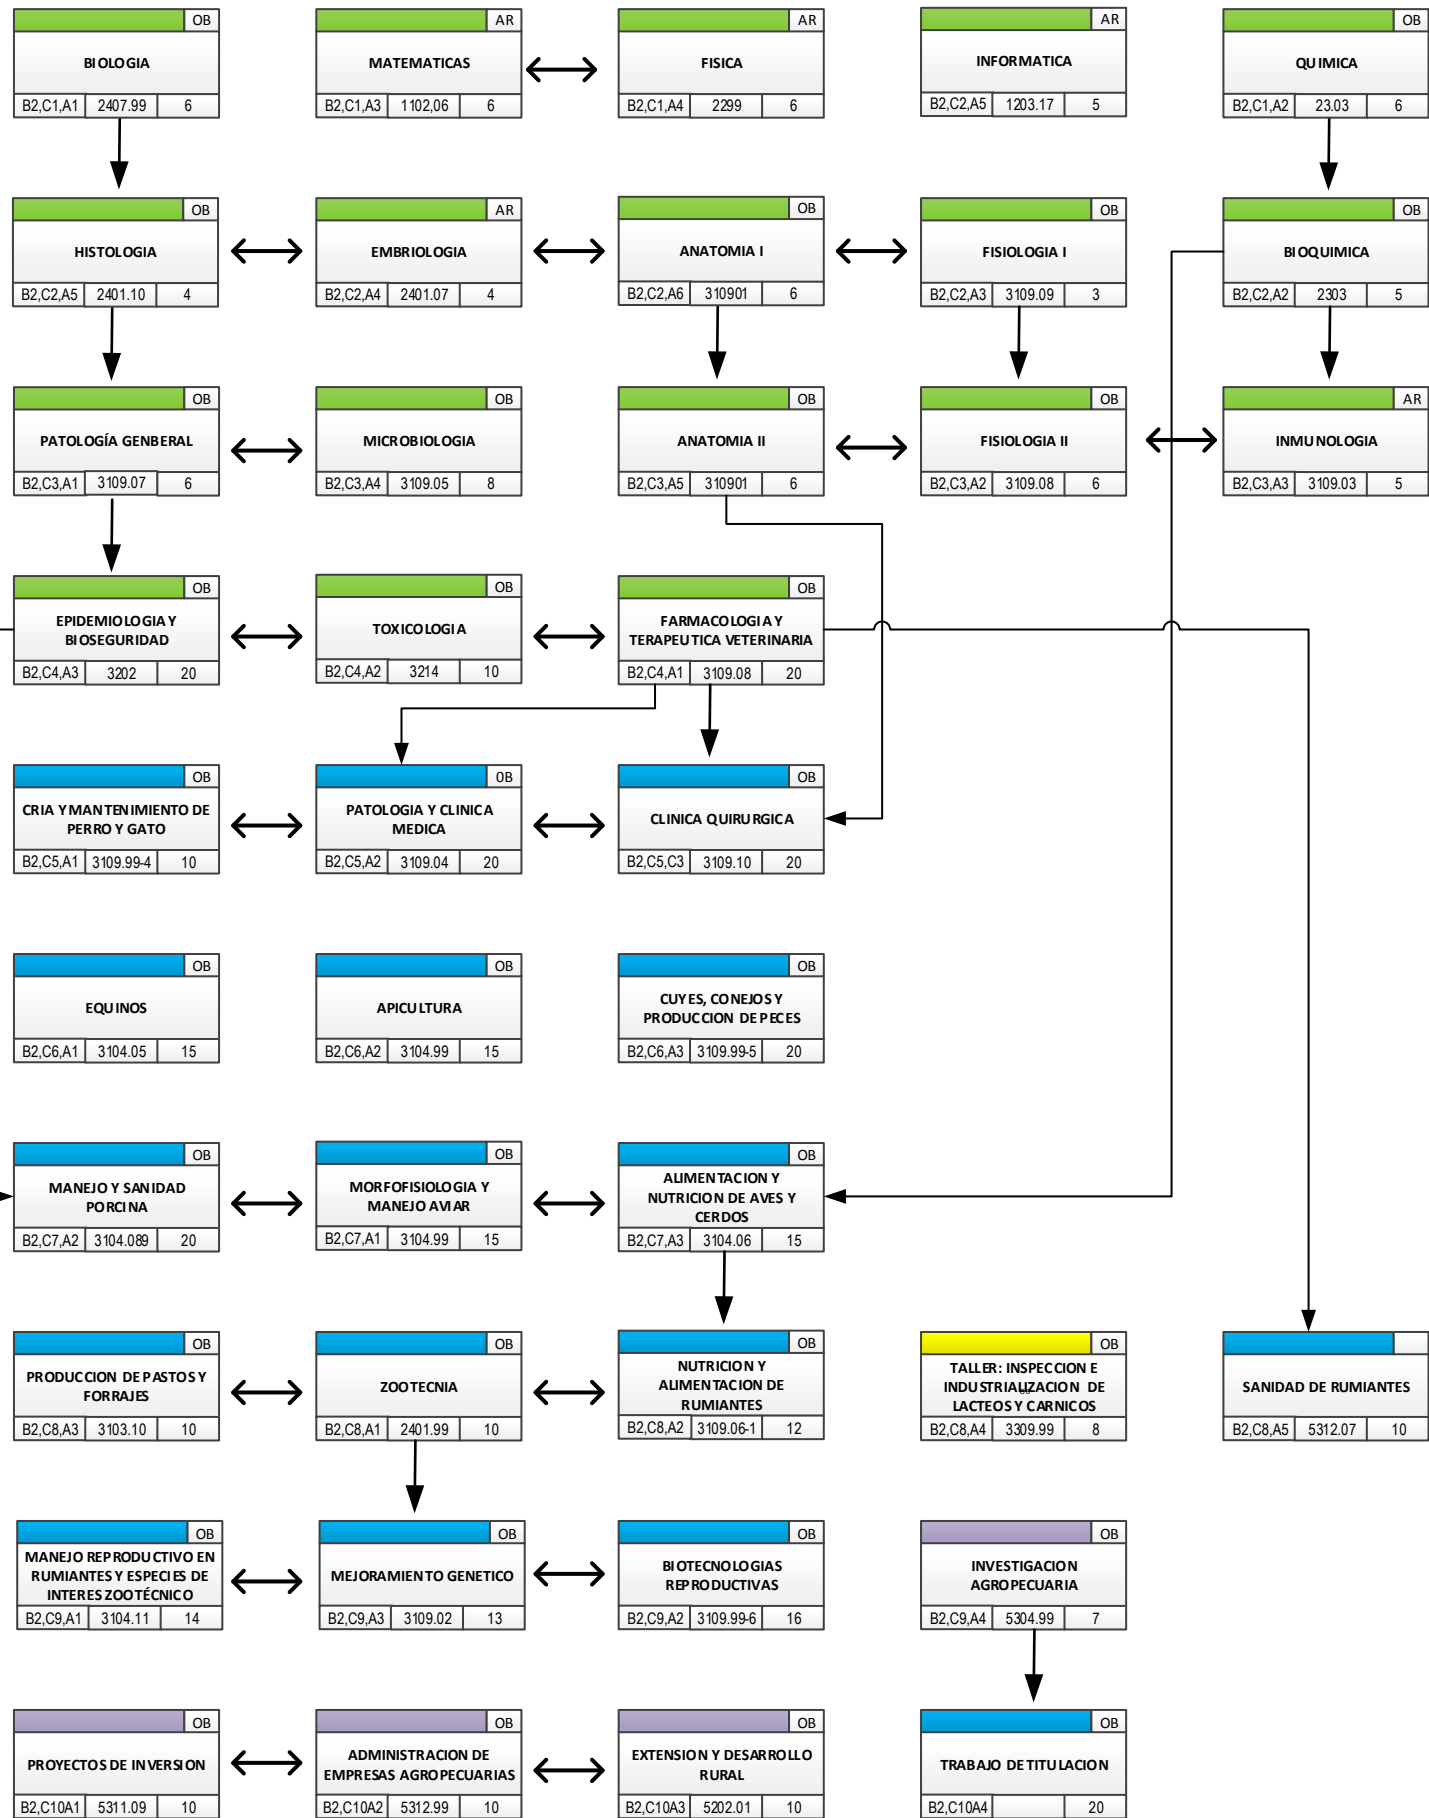 OB
BIOLOGIA
B2,C1,A1 2407.99 6
AR
MATEMATICAS
B2,C1,A3 1102,06 6
AR
FISICA
B2,C1,A4 2299 6
AR
INFORMATICA
B2,C2,A5 1203.17 5
OB
QUIMICA
B2,C1,A2 23.03 6
OB
HISTOLOGIA
B2,C2,A5 2401.10 4
AR
EMBRIOLOGIA
B2,C2,A4 2401.07 4
OB
ANATOMIA I
B2,C2,A6 310901 6
OB
FISIOLOGIA I
B2,C2,A3 3109.09 3
OB
BIOQUIMICA
B2,C2,A2 2303 5
OB
PATOLOGÍA GENBERAL
B2,C3,A1 3109.07 6
OB
MICROBIOLOGIA
B2,C3,A4 3109.05 8
OB
ANATOMIA II
B2,C3,A5 310901 6
OB
FISIOLOGIA II
B2,C3,A2 3109.08 6
AR
INMUNOLOGIA
B2,C3,A3 3109.03 5
OB
EPIDEMIOLOGIA Y
BIOSEGURIDAD
B2,C4,A3 3202 20
OB
TOXICOLOGIA
B2,C4,A2 3214 10
OB
FARMACOLOGIA Y
TERAPEUTICA VETERINARIA
B2,C4,A1 3109.08 20
OB
CRIA Y MANTENIMIENTO DE
PERRO Y GATO
B2,C5,A1 3109.99-4 10
0B
PATOLOGIA Y CLINICA
MEDICA
B2,C5,A2 3109.04 20
OB
CLINICA QUIRURGICA
B2,C5,C3 3109.10 20
OB
EQUINOS
B2,C6,A1 3104.05 15
OB
APICULTURA
B2,C6,A2 3104.99 15
OB
CUYES, CONEJOS Y
PRODUCCION DE PECES
B2,C6,A3 3109.99-5 20
OB
MANEJO Y SANIDAD
PORCINA
B2,C7,A2 3104.089 20
OB
MORFOFISIOLOGIA Y
MANEJO AVIAR
B2,C7,A1 3104.99 15
OB
ALIMENTACION Y
NUTRICION DE AVES Y
CERDOS
B2,C7,A3 3104.06 15
OB
PRODUCCION DE PASTOS Y
FORRAJES
B2,C8,A3 3103.10 10
OB
ZOOTECNIA
B2,C8,A1 2401.99 10
OB
NUTRICION Y
ALIMENTACION DE
RUMIANTES
B2,C8,A2 3109.06-1 12
OB
TALLER: INSPECCION E
INDUSTRIALIZACION DE
LACTEOS Y CARNICOS
B2,C8,A4 3309.99 8
SANIDAD DE RUMIANTES
B2,C8,A5 5312.07 10
OB
MANEJO REPRODUCTIVO EN
RUMIANTES Y ESPECIES DE
INTERES ZOOTÉCNICO
B2,C9,A1 3104.11 14
OB
MEJORAMIENTO GENETICO
B2,C9,A3 3109.02 13
OB
BIOTECNOLOGIAS
REPRODUCTIVAS
B2,C9,A2 3109.99-6 16
OB
INVESTIGACION
AGROPECUARIA
B2,C9,A4 5304.99 7
OB
PROYECTOS DE INVERSION
B2,C10A1 5311.09 10
OB
ADMINISTRACION DE
EMPRESAS AGROPECUARIAS
B2,C10A2 5312.99 10
OB
EXTENSION Y DESARROLLO
RURAL
B2,C10A3 5202.01 10
OB
TRABAJO DE TITULACION
B2,C10A4 20